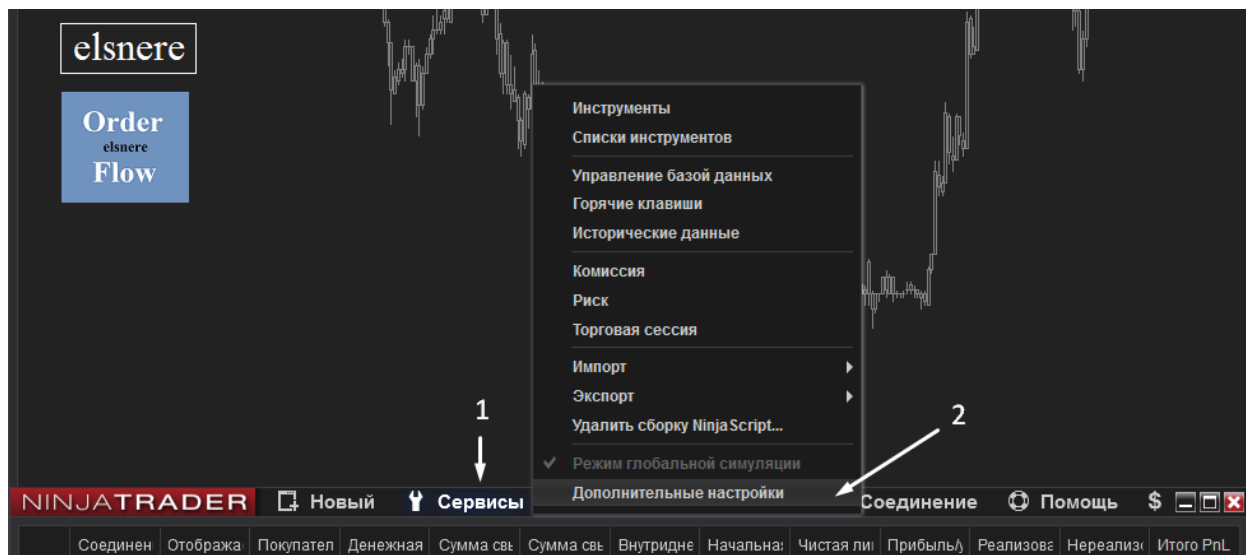 elsnere
Order
elsnere
Flow
Инструменты
Списки инструментов
Управление базой данных
Горячие клавиши
Исторические данные
Комиссия
Риск
Торговая сессия
Импорт
Экспорт
Удалить сборку NinjaScript...
Режим глобальной симуляции
Дополнительные настройки
1
2
NINJATRADER Новый Сервисы Соединение Помощь $
Соединен Отобража Покупател Денежная Сумма свь Сумма свь Внутридне Начальна Чистая ли Прибыль/ Реализова Нереализо Итого PnL